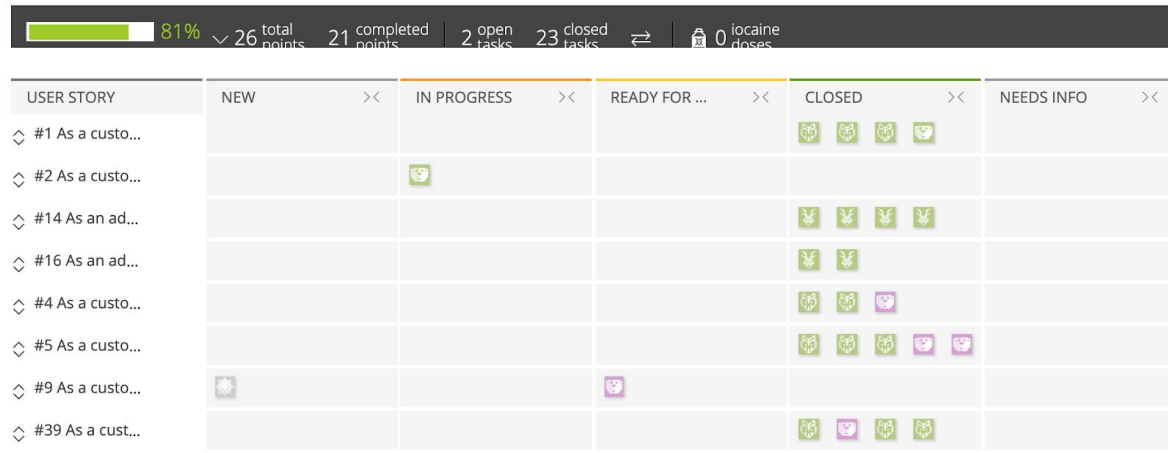 81% 26 total points 21 completed points 2 open tasks 23 closed tasks 0 iocaine doses
USER STORY NEW IN PROGRESS READY FOR ... CLOSED NEEDS INFO
#1 As a custo...
#2 As a custo...
#14 As an ad...
#16 As an ad...
#4 As a custo...
#5 As a custo...
#9 As a custo...
#39 As a cust...